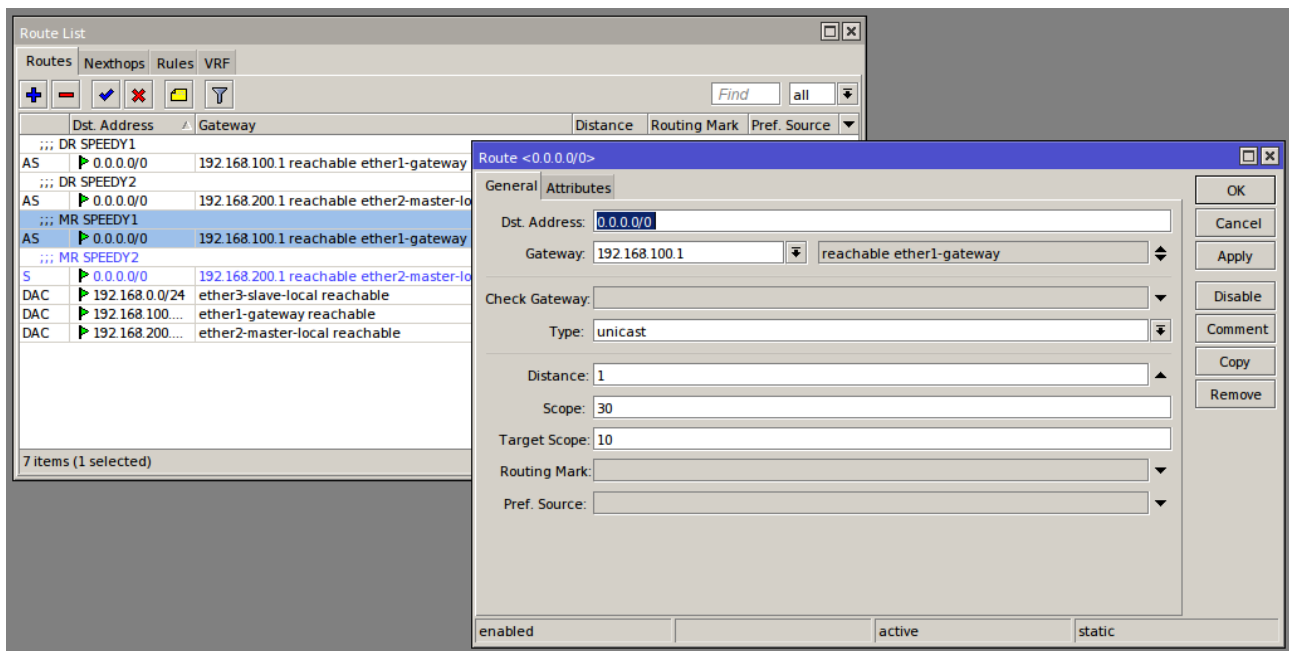 Route List
Routes Nexthops Rules VRF
Find all
Dst. Address Gateway Distance Routing Mark Pref. Source
;;; DR SPEEDY1
AS 0.0.0.0/0 192.168.100.1 reachable ether1-gateway
;;; DR SPEEDY2
AS 0.0.0.0/0 192.168.200.1 reachable ether2-master-lo
;;; MR SPEEDY1
AS 0.0.0.0/0 192.168.100.1 reachable ether1-gateway
;;; MR SPEEDY2
S 0.0.0.0/0 192.168.200.1 reachable ether2-master-lo
DAC 192.168.0.0/24 ether3-slave-local reachable
DAC 192.168.100.... ether1-gateway reachable
DAC 192.168.200.... ether2-master-local reachable
7 items (1 selected)
Route <0.0.0.0/0>
General Attributes
Dst. Address: 0.0.0.0/0
Gateway: 192.168.100.1 reachable ether1-gateway
Check Gateway:
Type: unicast
Distance: 1
Scope: 30
Target Scope: 10
Routing Mark:
Pref. Source:
OK
Cancel
Apply
Disable
Comment
Copy
Remove
enabled active static